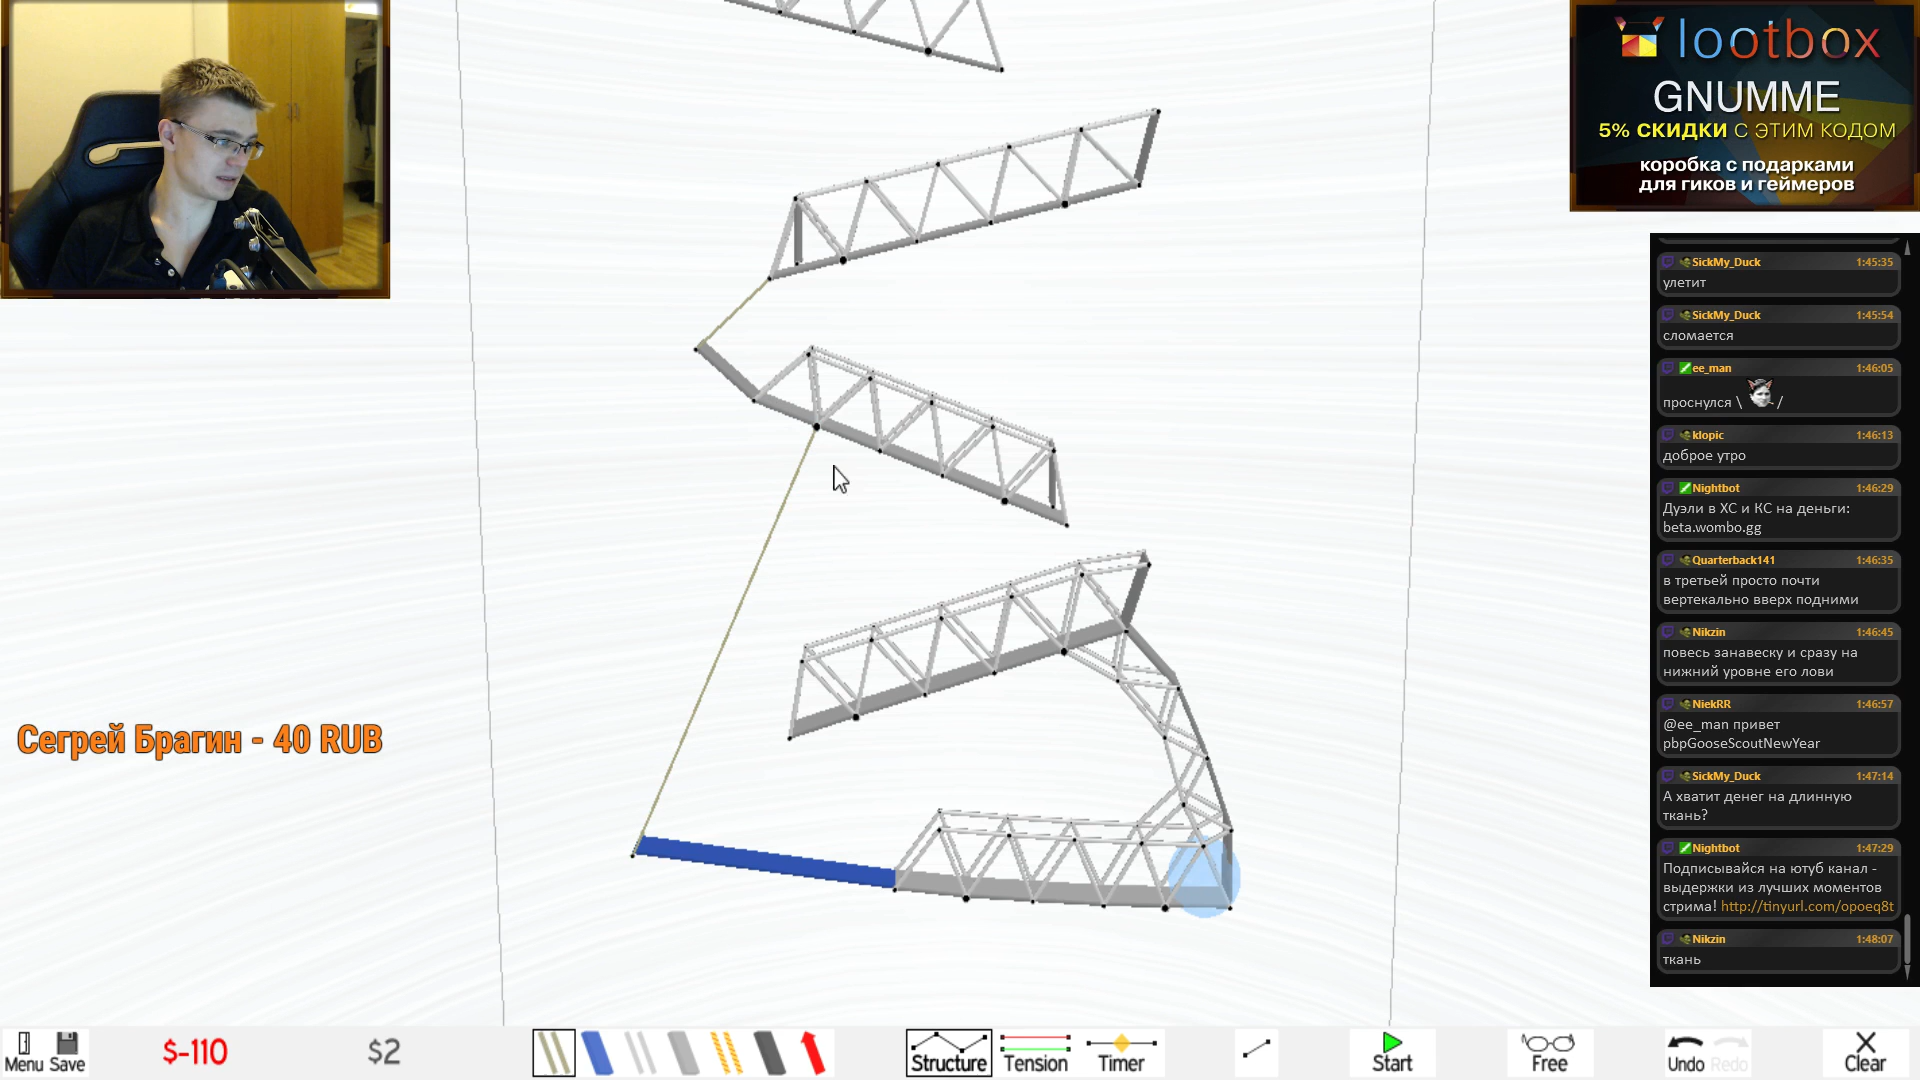 lootbox
GNUMME
5% СКИДКИ С ЭТИМ КОДОМ
коробка с подарками
для гиков и геймеров
SickMy_Duck 1:45:35
улетит
SickMy_Duck 1:45:54
сломается
ee_man 1:46:05
проснулся \ /
klopic 1:46:13
доброе утро
Nightbot 1:46:29
Дуэли в ХС и КС на деньги:
beta.wombo.gg
Quarterback141 1:46:35
в третьей просто почти
вертекально вверх подними
Nikzin 1:46:45
повесь занавеску и сразу на
нижний уровне его лови
NiekRR 1:46:57
@ee_man привет
pbpGooseScoutNewYear
SickMy_Duck 1:47:14
А хватит денег на длинную
ткань?
Nightbot 1:47:29
Подписывайся на ютуб канал -
выдержки из лучших моментов
стрима! http://tinyurl.com/opoeq8t
Nikzin 1:48:07
ткань
Сегрей Брагин - 40 RUB
Menu Save $-110 $2 Structure Tension Timer Start Free Undo Redo Clear